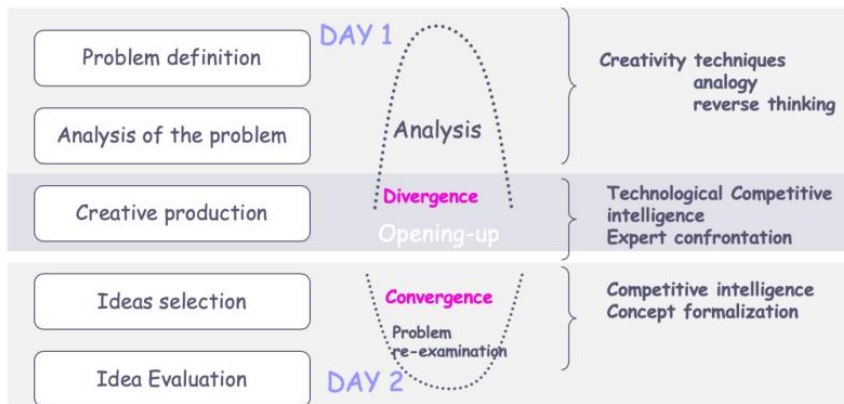 DAY 1
Problem definition
Analysis of the problem
Analysis
Creativity techniques
analogy
reverse thinking
Creative production
Divergence
Opening-up
Technological Competitive
intelligence
Expert confrontation
Ideas selection
Convergence
Problem
re-examination
Competitive intelligence
Concept formalization
Idea Evaluation
DAY 2